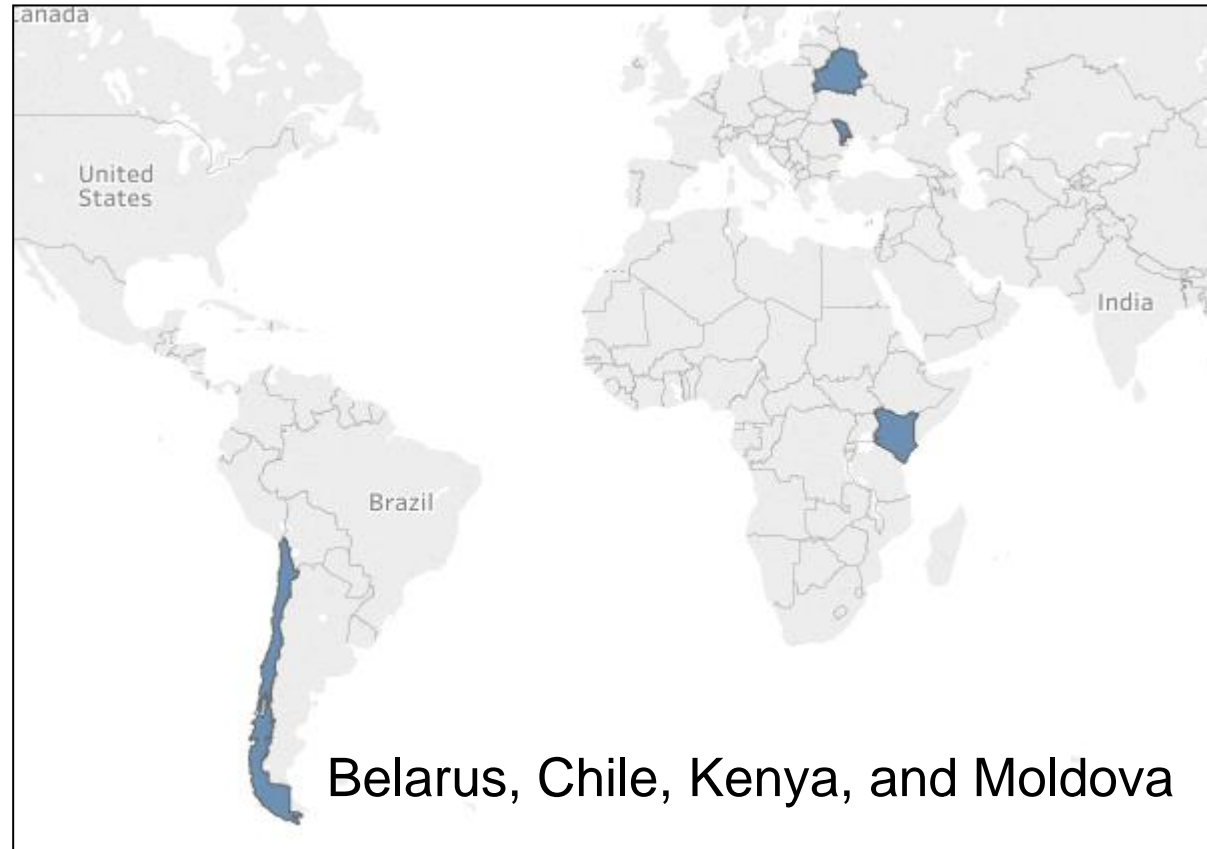 Canada
United
States
India
Brazil
Belarus, Chile, Kenya, and Moldova